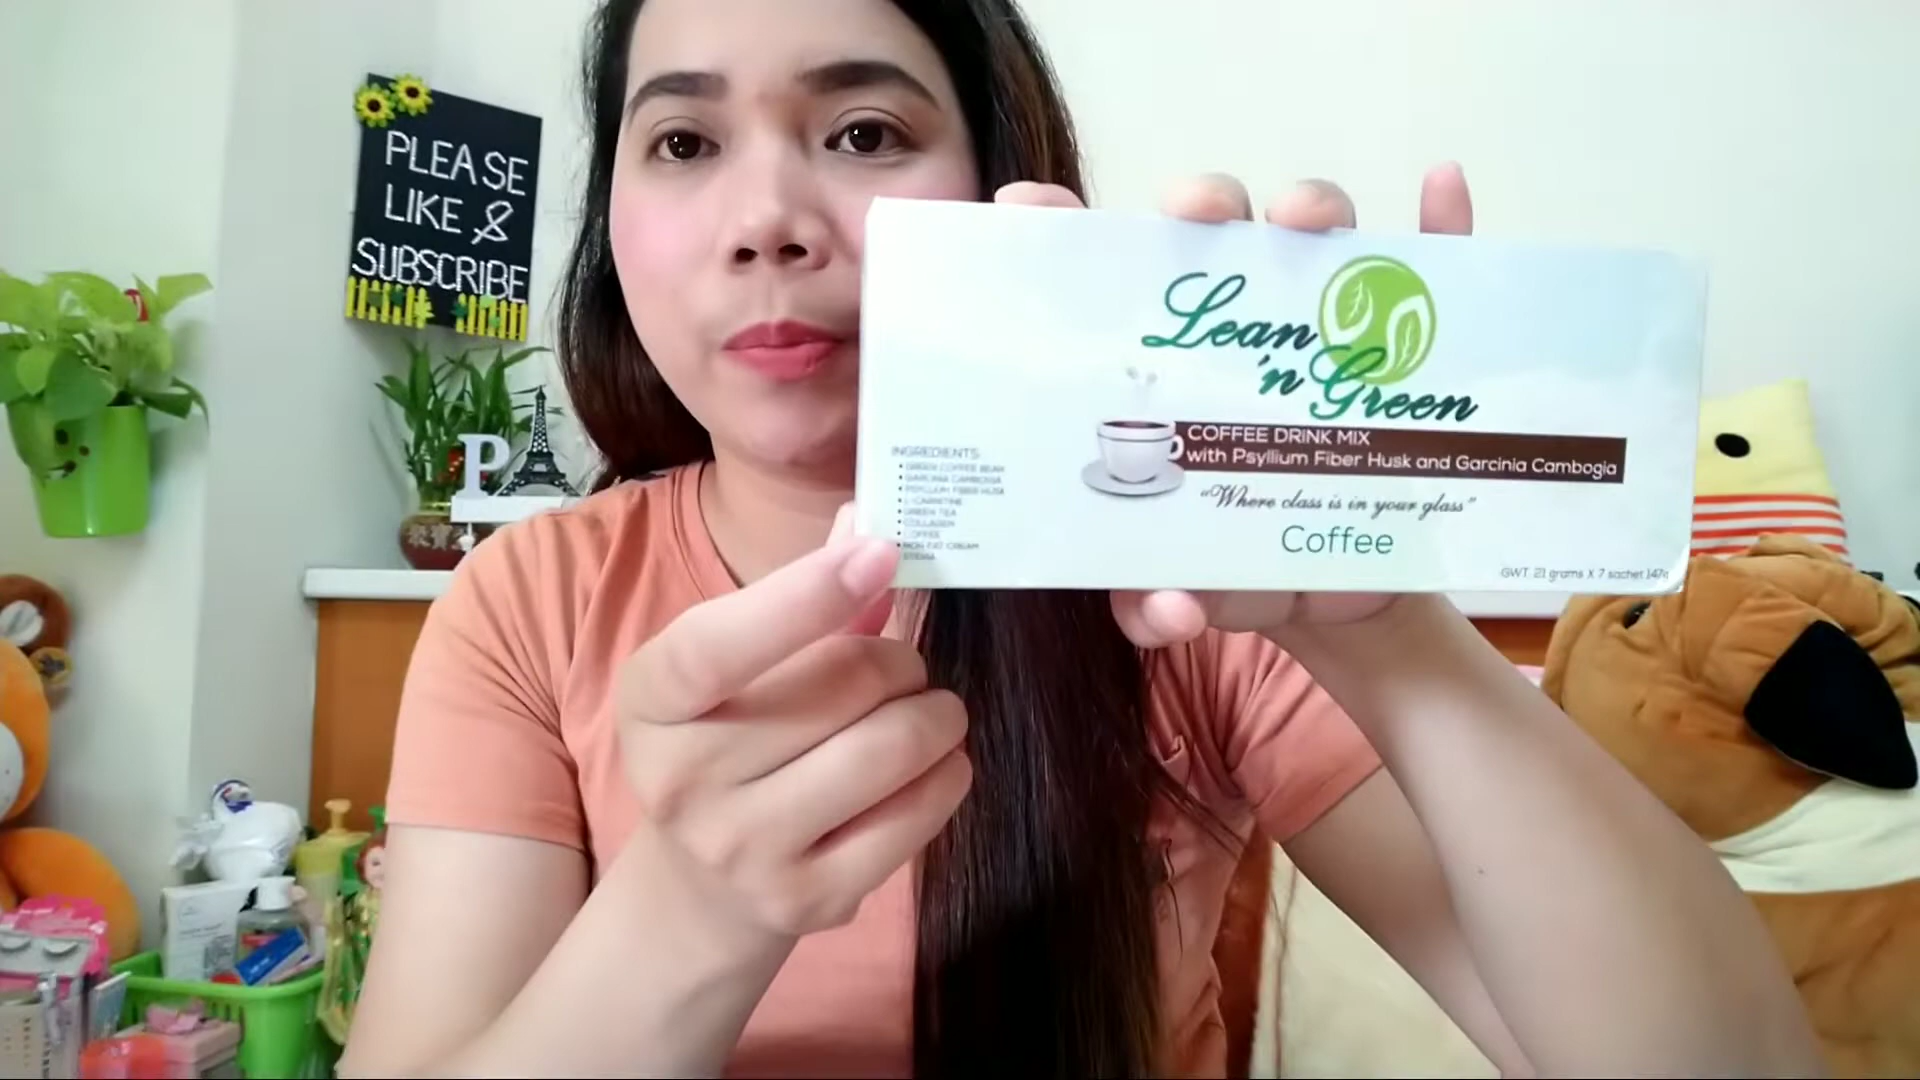 PLEASE
LIKE &
SUBSCRIBE
P
Lean
'n Green
COFFEE DRINK MIX
with Psyllium Fiber Husk and Garcinia Cambogia
"Where class is in your glass"
Coffee
GWT. 21 grams X 7 sachet 147g
INGREDIENTS:
• GREEN COFFEE BEAN
• GARCINIA CAMBOGIA
• PSYLLIUM FIBER HUSK
• L-CARNITINE
• GREEN TEA
• COLLAGEN
• COFFEE
• NON FAT CREAM
STEVIA